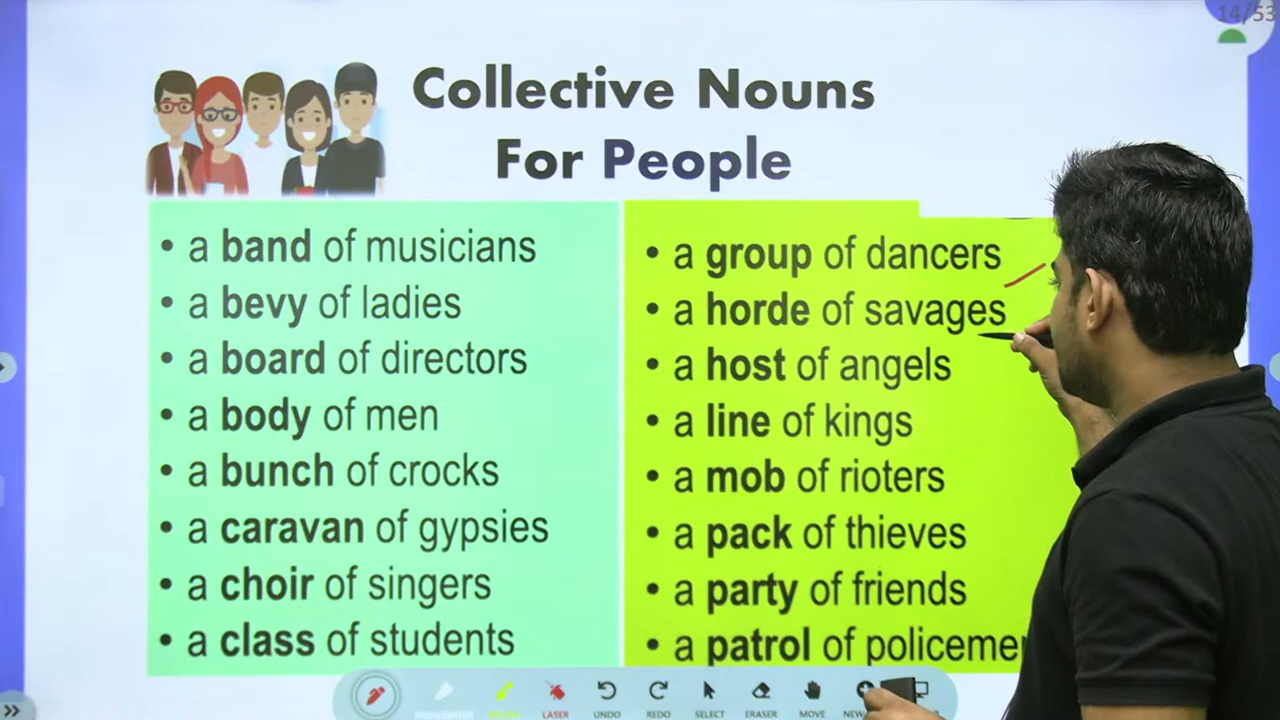 14/53
Collective Nouns
For People
• a band of musicians
• a bevy of ladies
• a board of directors
• a body of men
• a bunch of crocks
• a caravan of gypsies
• a choir of singers
• a class of students
• a group of dancers
• a horde of savages
• a host of angels
• a line of kings
• a mob of rioters
• a pack of thieves
• a party of friends
• a patrol of policemen
LASER UNDO REDO SELECT ERASER MOVE NEW